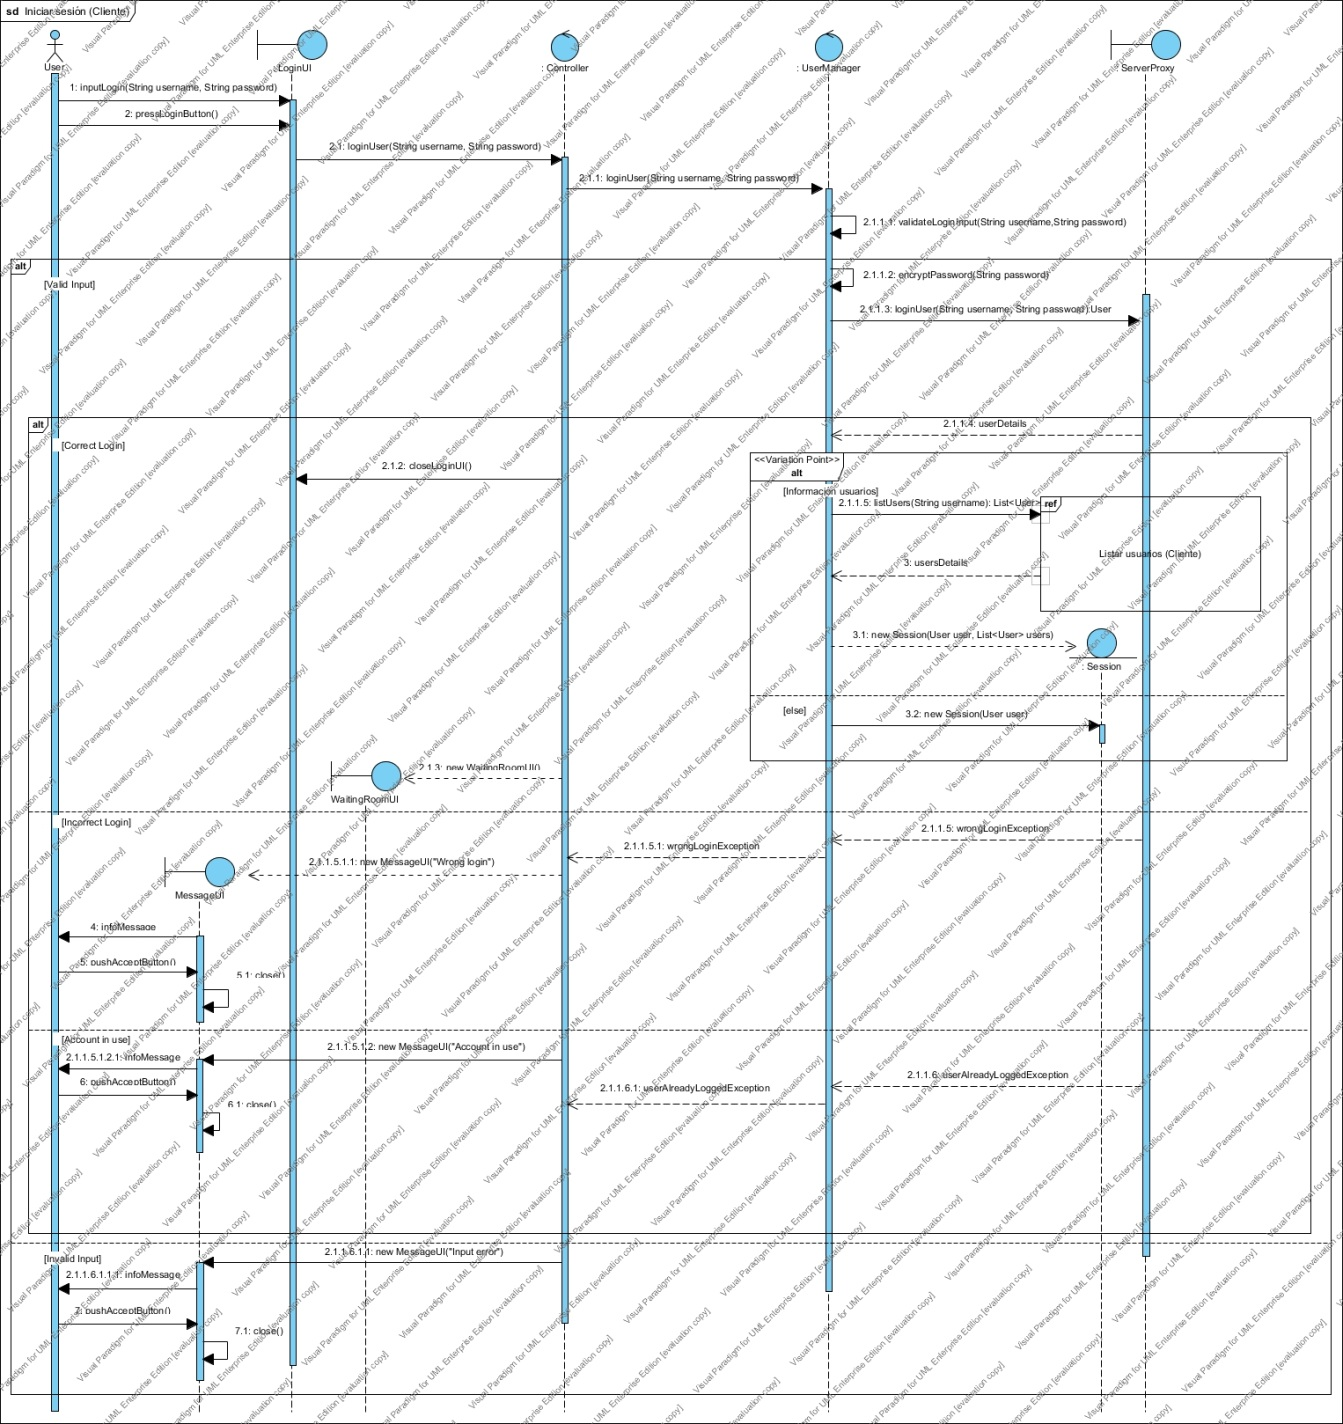 sd Iniciar sesión (Cliente)
User
LoginUI
: Controller
: UserManager
ServerProxy
1: inputLogin(String username, String password)
2: pressLoginButton()
2.1: loginUser(String username, String password)
2.1.1: loginUser(String username, String password)
2.1.1.1: validateLoginInput(String username,String password)
alt
[Valid Input]
2.1.1.2: encryptPassword(String password)
2.1.1.3: loginUser(String username, String password):User
alt
[Correct Login]
2.1.1.4: userDetails
<<Variation Point>>
alt
2.1.2: closeLoginUI()
[Información usuarios]
2.1.1.5: listUsers(String username): List<User>
ref
Listar usuarios (Cliente)
3: usersDetails
3.1: new Session(User user, List<User> users)
: Session
[else]
3.2: new Session(User user)
2.1.3: new WaitingRoomUI()
WaitingRoomUI
[Incorrect Login]
2.1.1.5: wrongLoginException
2.1.1.5.1: wrongLoginException
2.1.1.5.1.1: new MessageUI("Wrong login")
MessageUI
4: infoMessage
5: pushAcceptButton()
5.1: close()
[Account in use]
2.1.1.5.1.2: new MessageUI("Account in use")
2.1.1.5.1.2.1: infoMessage
2.1.1.6: userAlreadyLoggedException
6: pushAcceptButton()
2.1.1.6.1: userAlreadyLoggedException
6.1: close()
[Invalid Input]
2.1.1.6.1.1: new MessageUI("Input error")
2.1.1.6.1.1.1: infoMessage
7: pushAcceptButton()
7.1: close()
Visual Paradigm for UML Enterprise Edition [evaluation copy]